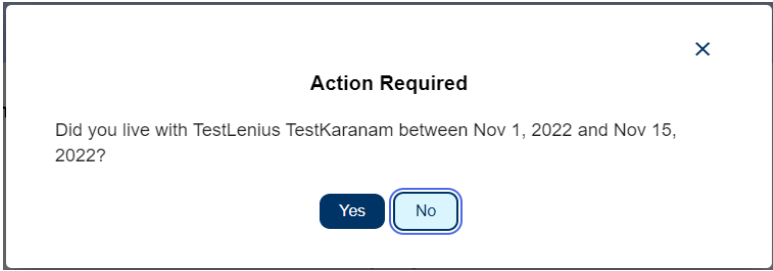 Action Required
Did you live with TestLenius TestKaranam between Nov 1, 2022 and Nov 15,
2022?
Yes No